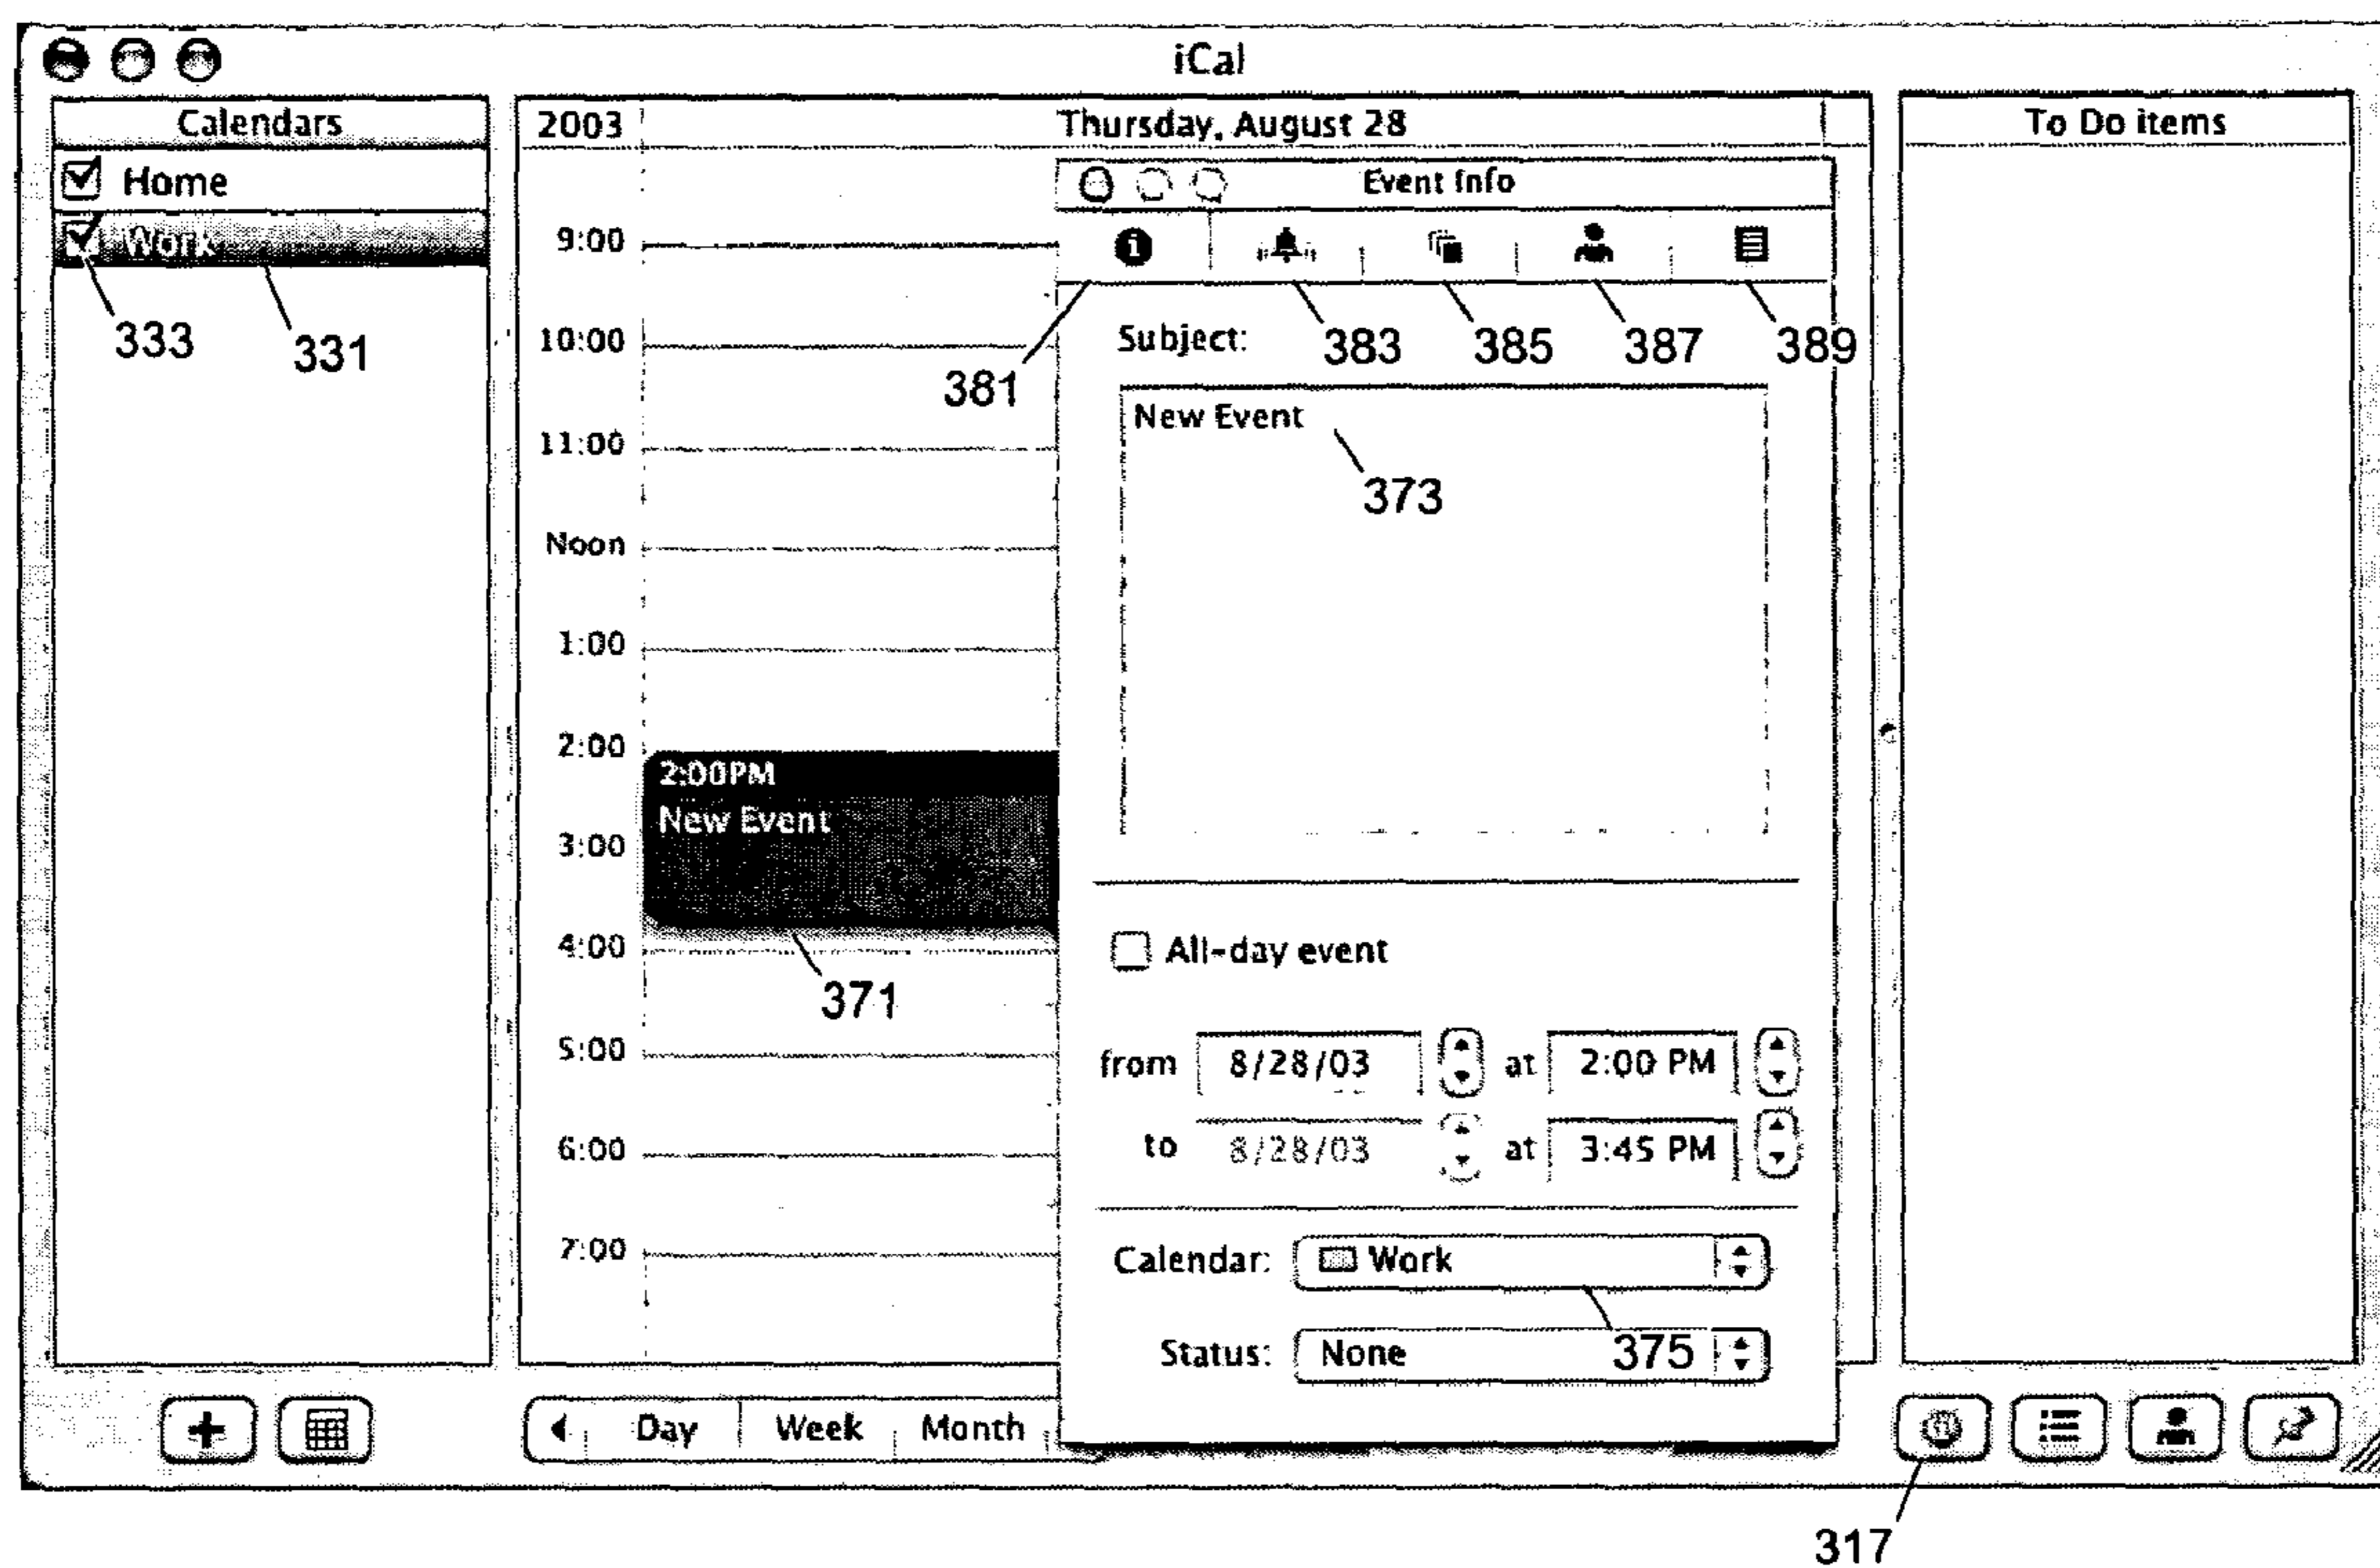 iCal
Calendars
Home
Work
333
331
2003
Thursday, August 28
9:00
10:00
11:00
Noon
1:00
2:00
3:00
4:00
5:00
6:00
7:00
2:00PM
New Event
371
Event Info
381
383
385
387
389
Subject:
New Event
373
All-day event
from 8/28/03 at 2:00 PM
to 8/28/03 at 3:45 PM
Calendar: Work
Status: None
375
To Do items
Day Week Month
317